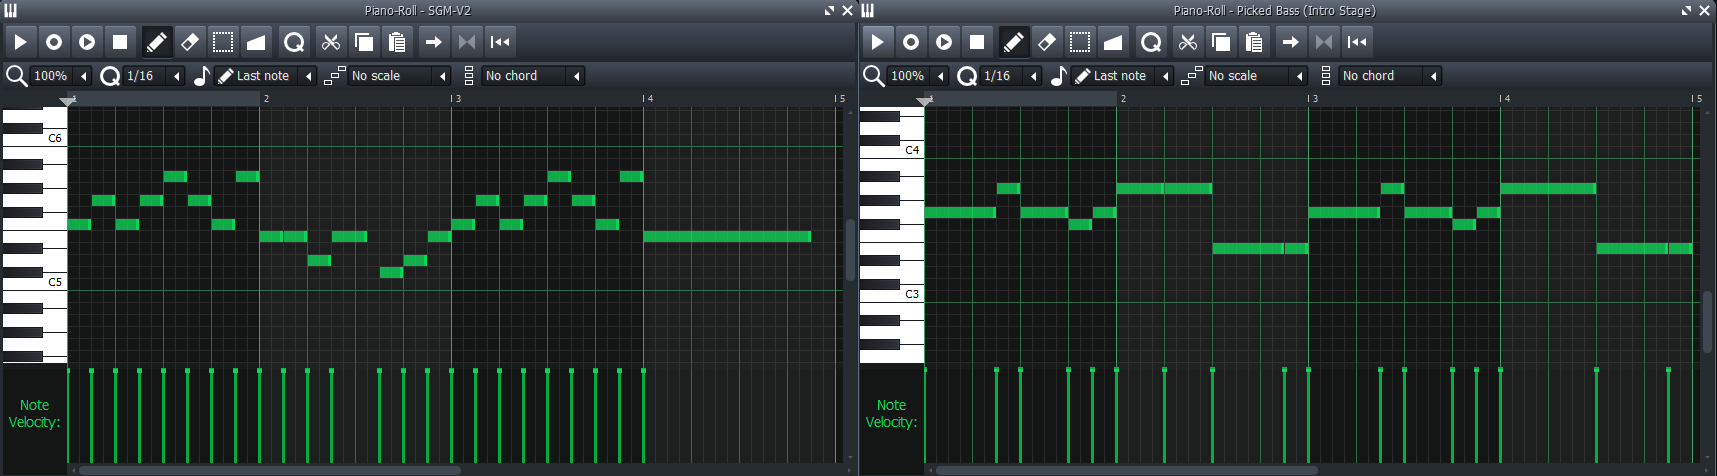 Piano-Roll - SGM-V2
100%
1/16
Last note
No scale
No chord
1
2
3
4
5
C6
C5
Note
Velocity:
Piano-Roll - Picked Bass (Intro Stage)
100%
1/16
Last note
No scale
No chord
1
2
3
4
5
C4
C3
Note
Velocity: